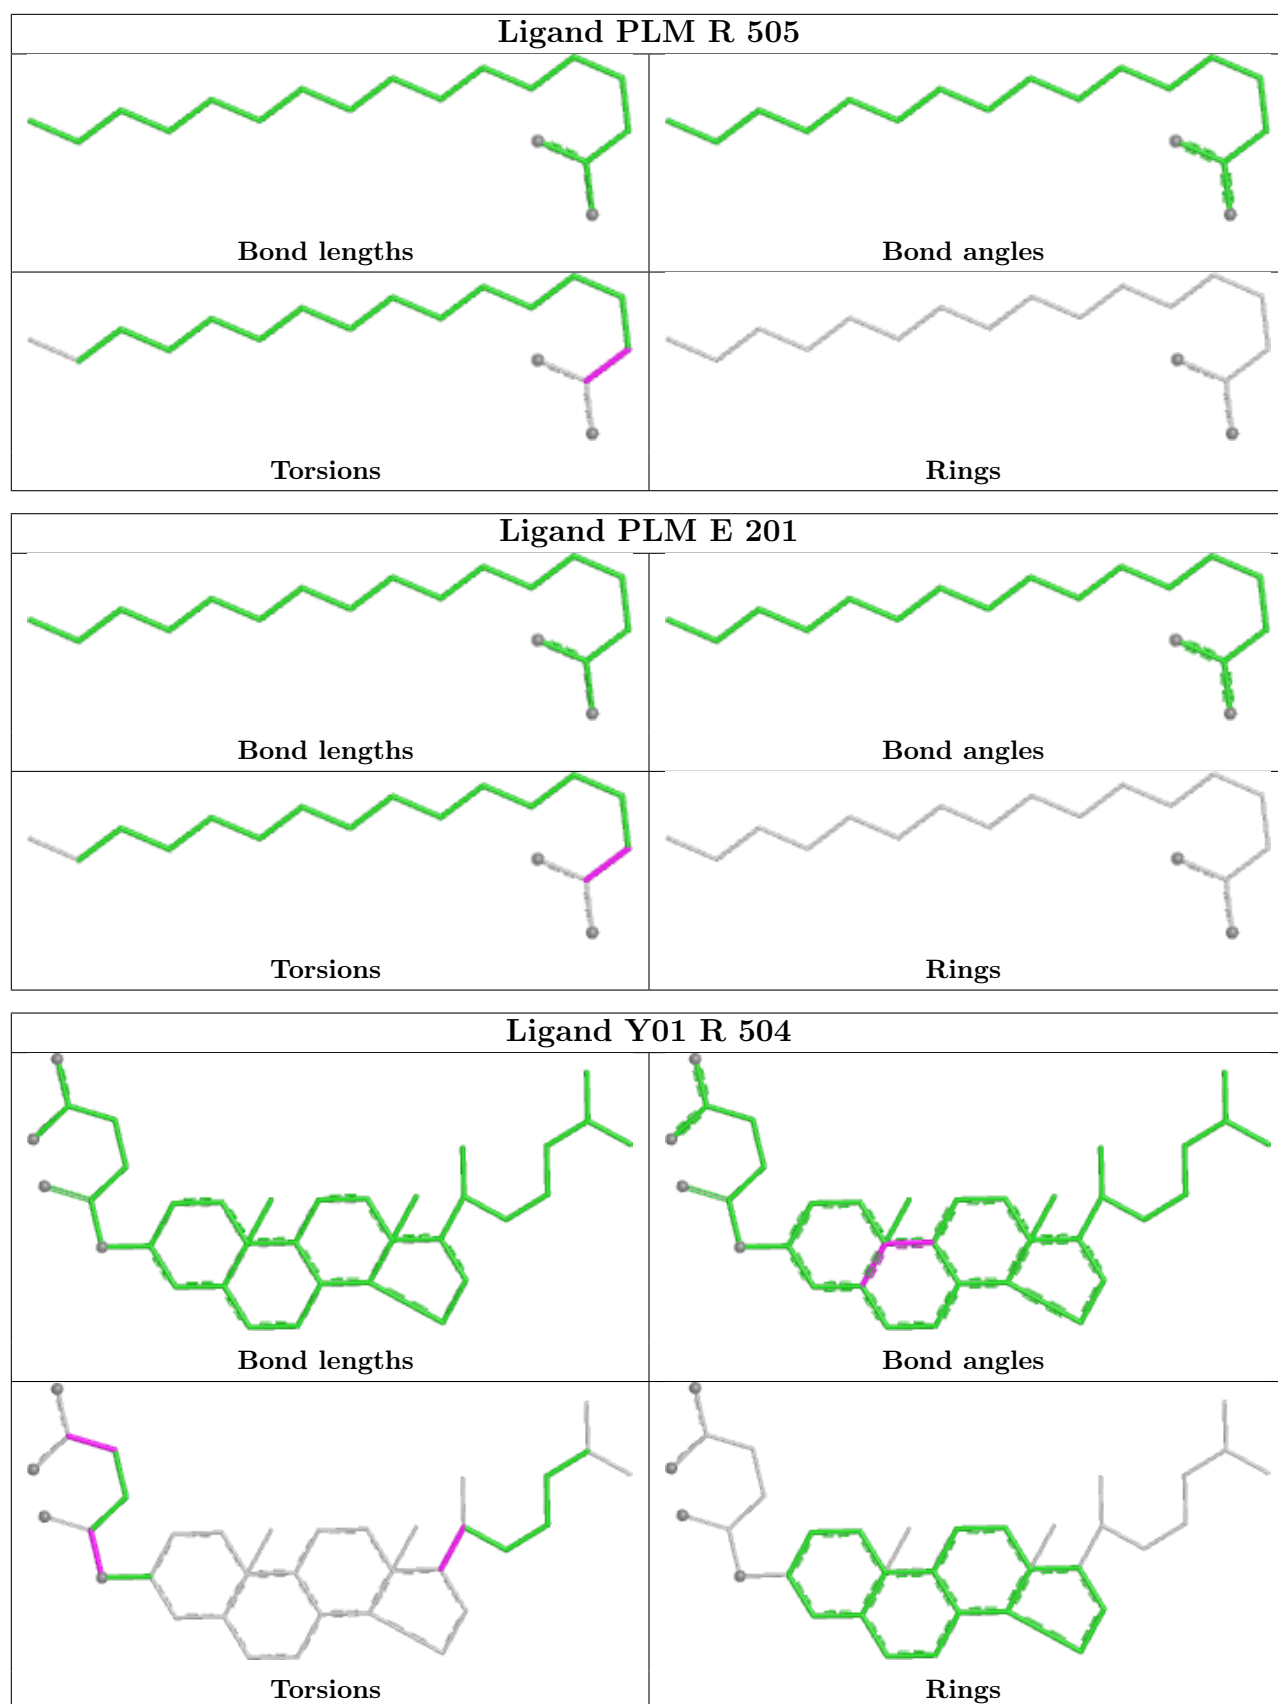 Ligand PLM R 505
Bond lengths
Bond angles
Torsions
Rings
Ligand PLM E 201
Bond lengths
Bond angles
Torsions
Rings
Ligand Y01 R 504
Bond lengths
Bond angles
Torsions
Rings